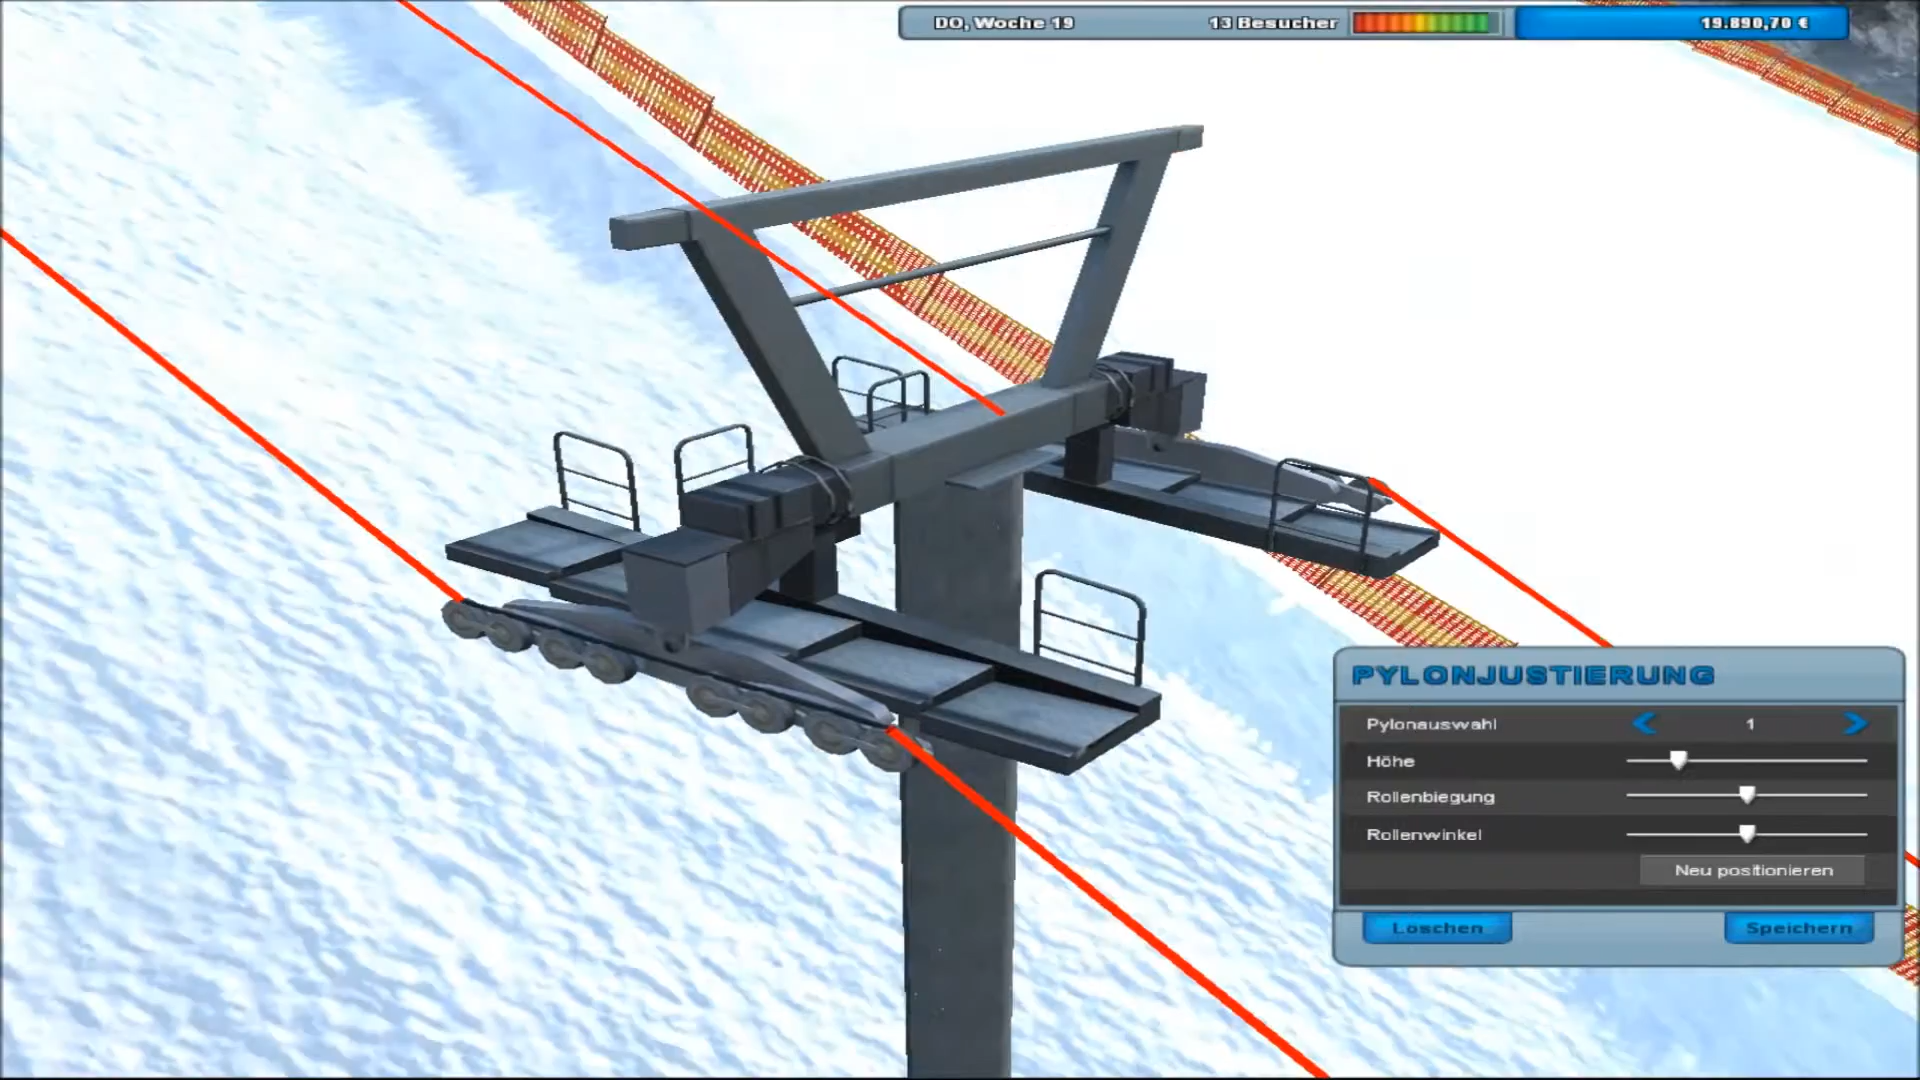 DO, Woche 19
13 Besucher
19.890,70 €
PYLONJUSTIERUNG
Pylonauswahl 1
Höhe
Rollenbiegung
Rollenwinkel
Neu positionieren
Löschen
Speichern